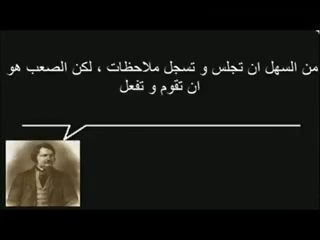 من السهل ان تجلس و تسجل ملاحظات ، لكن الصعب هو
ان تقوم و تفعل